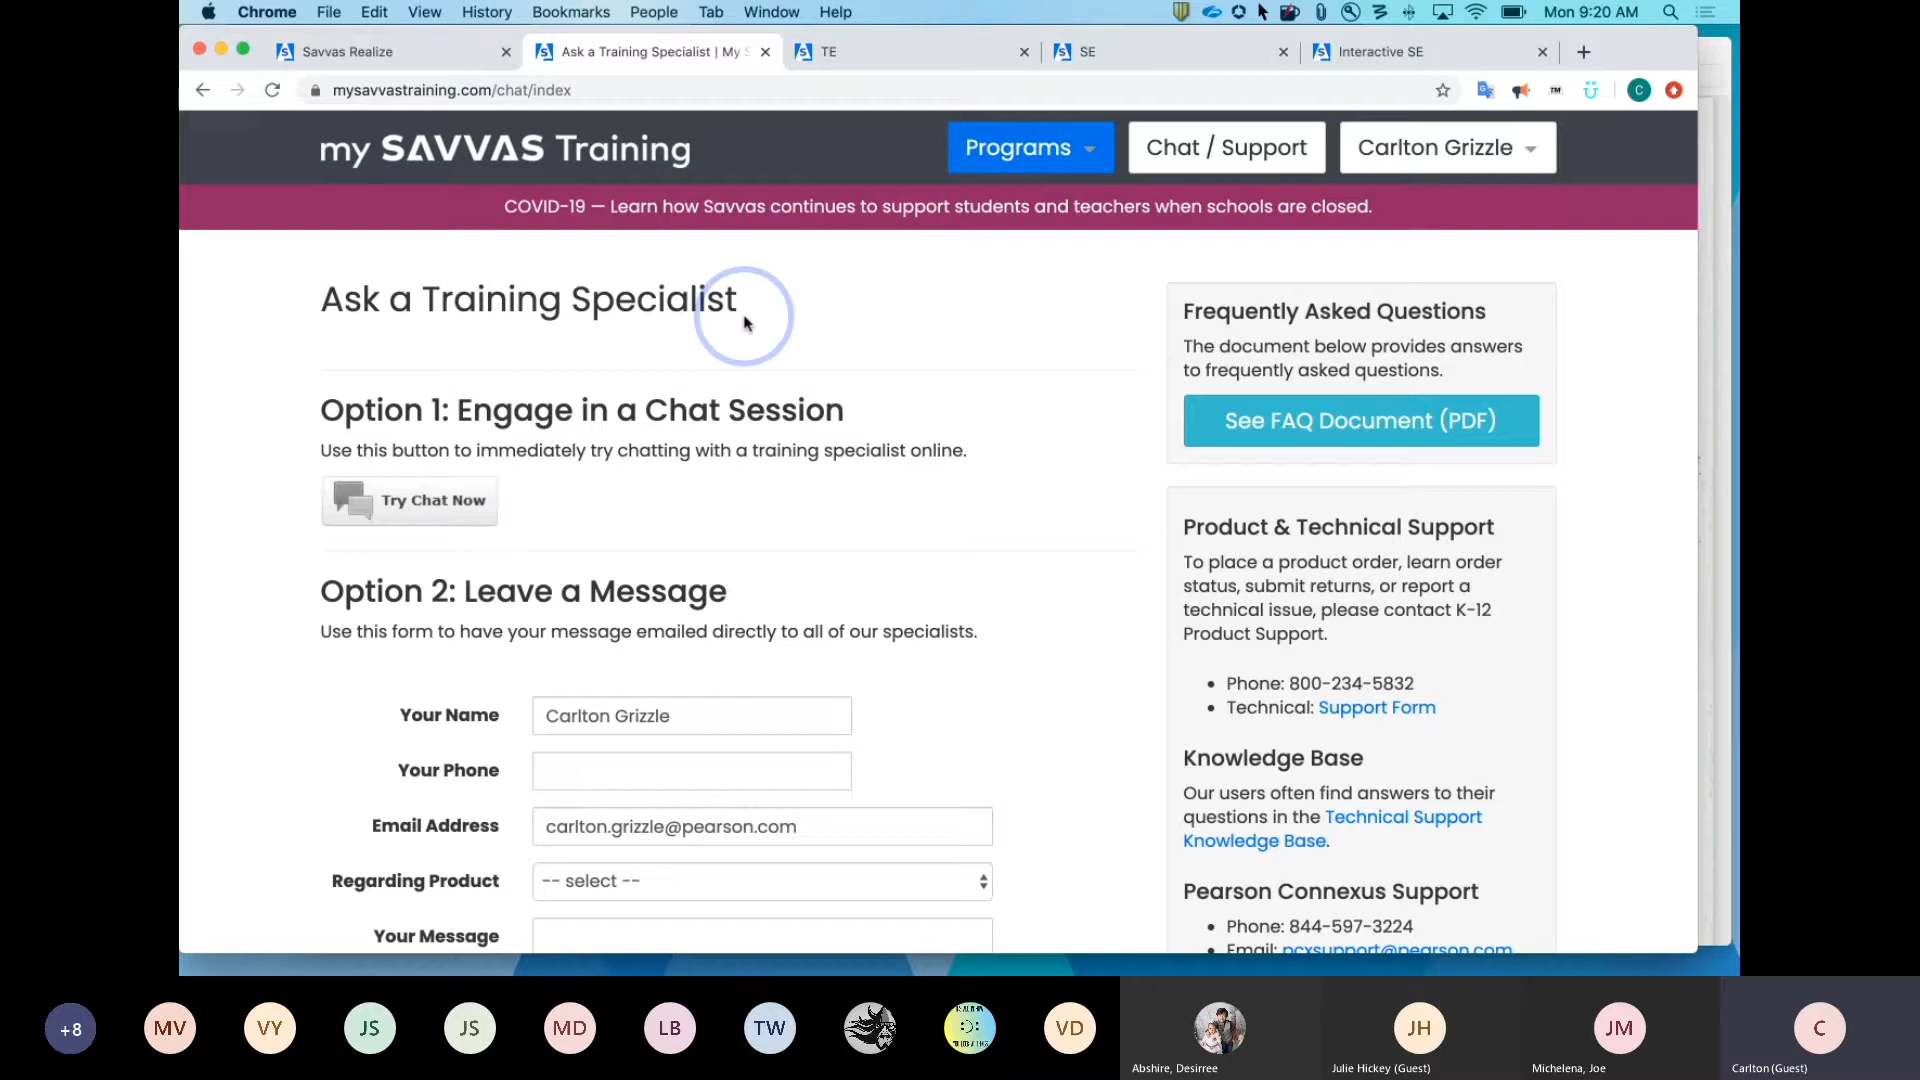 Chrome File Edit View History Bookmarks People Tab Window Help Mon 9:20 AM
Savvas Realize Ask a Training Specialist | My S TE SE Interactive SE
mysavvastraining.com/chat/index
C
my SAVVAS Training Programs Chat / Support Carlton Grizzle
COVID-19 — Learn how Savvas continues to support students and teachers when schools are closed.
Ask a Training Specialist
Option 1: Engage in a Chat Session
Use this button to immediately try chatting with a training specialist online.
Try Chat Now
Option 2: Leave a Message
Use this form to have your message emailed directly to all of our specialists.
Your Name Carlton Grizzle
Your Phone
Email Address carlton.grizzle@pearson.com
Regarding Product -- select --
Your Message
Frequently Asked Questions
The document below provides answers
to frequently asked questions.
See FAQ Document (PDF)
Product & Technical Support
To place a product order, learn order
status, submit returns, or report a
technical issue, please contact K-12
Product Support.
Phone: 800-234-5832
Technical: Support Form
Knowledge Base
Our users often find answers to their
questions in the Technical Support
Knowledge Base.
Pearson Connexus Support
Phone: 844-597-3224
Email: pcxsupport@pearson.com
+8 MV VY JS JS MD LB TW VD JH JM C
Abshire, Desirree Julie Hickey (Guest) Michelena, Joe Carlton (Guest)